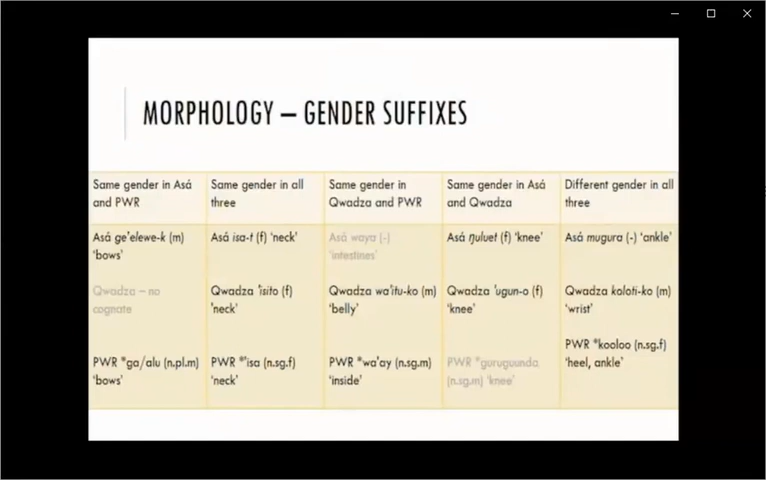 MORPHOLOGY – GENDER SUFFIXES
Same gender in Asá
and PWR
Same gender in all
three
Same gender in
Qwadza and PWR
Same gender in Asá
and Qwadza
Different gender in all
three
Asá ge'elewe-k (m)
'bows'
Asá isa-t (f) 'neck'
Asá waya (-)
'intestines'
Asá ŋuluet (f) 'knee'
Asá mugura (-) 'ankle'
Qwadza – no
cognate
Qwadza 'isito (f)
'neck'
Qwadza wa'itu-ko (m)
'belly'
Qwadza 'ugun-o (f)
'knee'
Qwadza koloti-ko (m)
'wrist'
PWR *ga/alu (n.pl.m)
'bows'
PWR *'isa (n.sg.f)
'neck'
PWR *wa'ay (n.sg.m)
'inside'
PWR *guruguunda
(n.sg.m) 'knee'
PWR *kooloo (n.sg.f)
'heel, ankle'